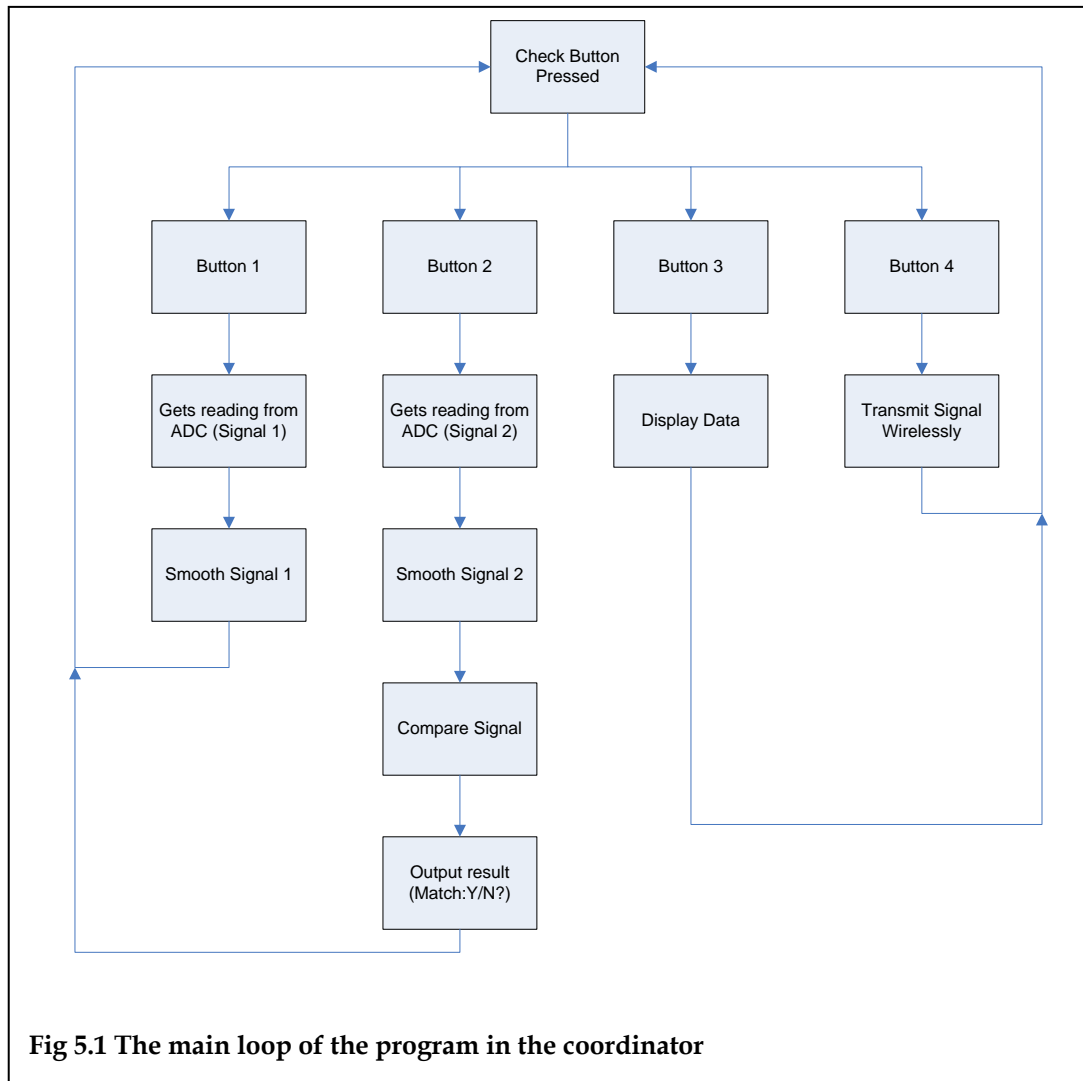 Check Button
Pressed
Button 1
Button 2
Button 3
Button 4
Gets reading from
ADC (Signal 1)
Gets reading from
ADC (Signal 2)
Display Data
Transmit Signal
Wirelessly
Smooth Signal 1
Smooth Signal 2
Compare Signal
Output result
(Match:Y/N?)
Fig 5.1 The main loop of the program in the coordinator